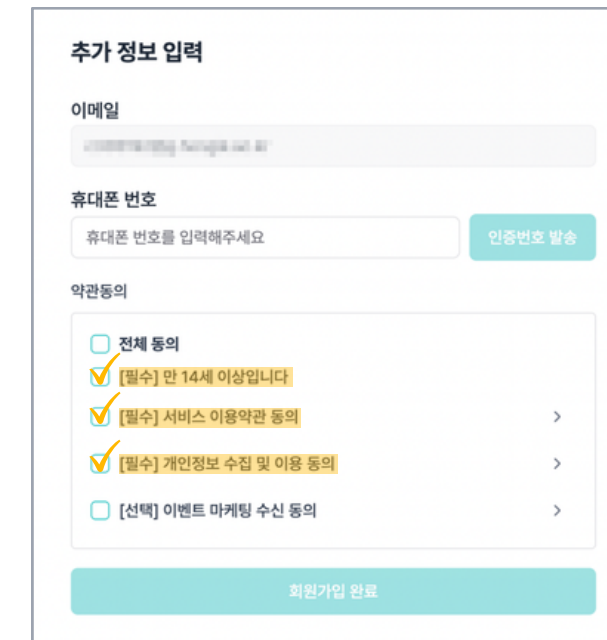 추가 정보 입력
이메일
휴대폰 번호
휴대폰 번호를 입력해주세요
인증번호 발송
약관동의
전체 동의
[필수] 만 14세 이상입니다
[필수] 서비스 이용약관 동의
[필수] 개인정보 수집 및 이용 동의
[선택] 이벤트 마케팅 수신 동의
회원가입 완료